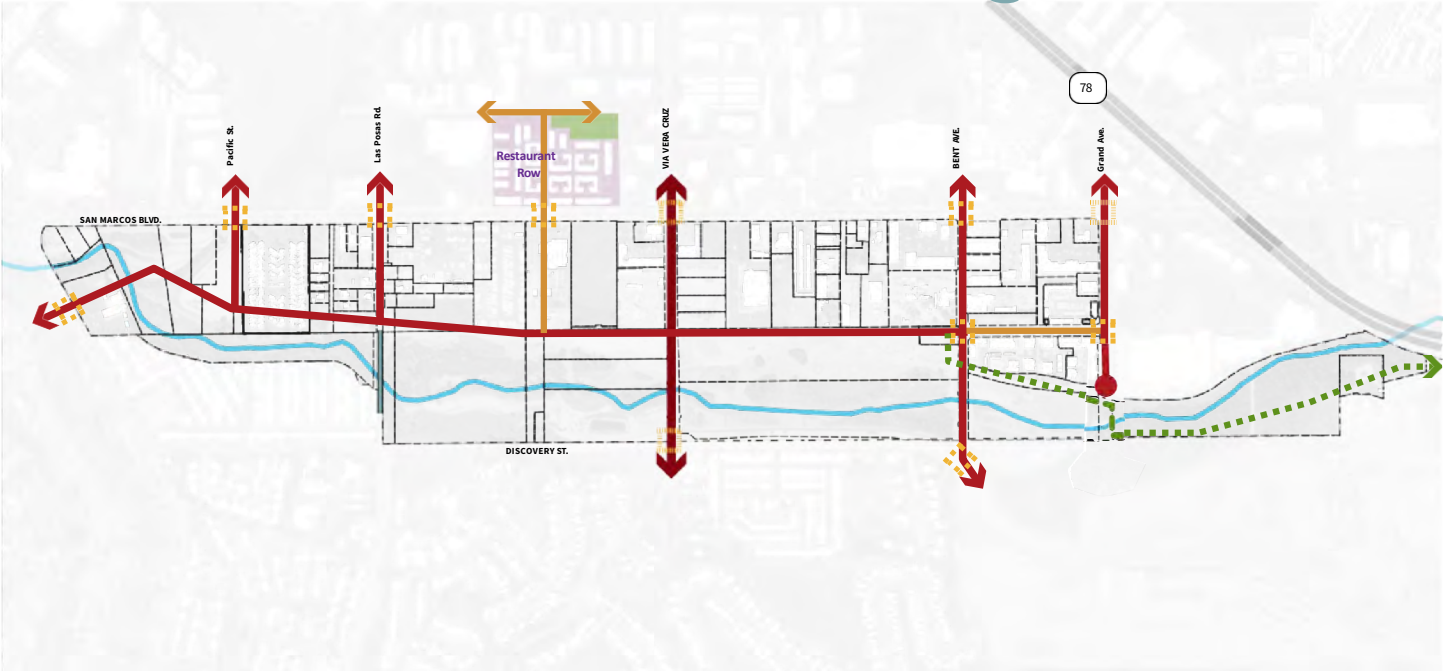 78
Pacific St.
Las Posas Rd.
VIA VERA CRUZ
BENT AVE.
Grand Ave.
Restaurant
Row
SAN MARCOS BLVD.
DISCOVERY ST.